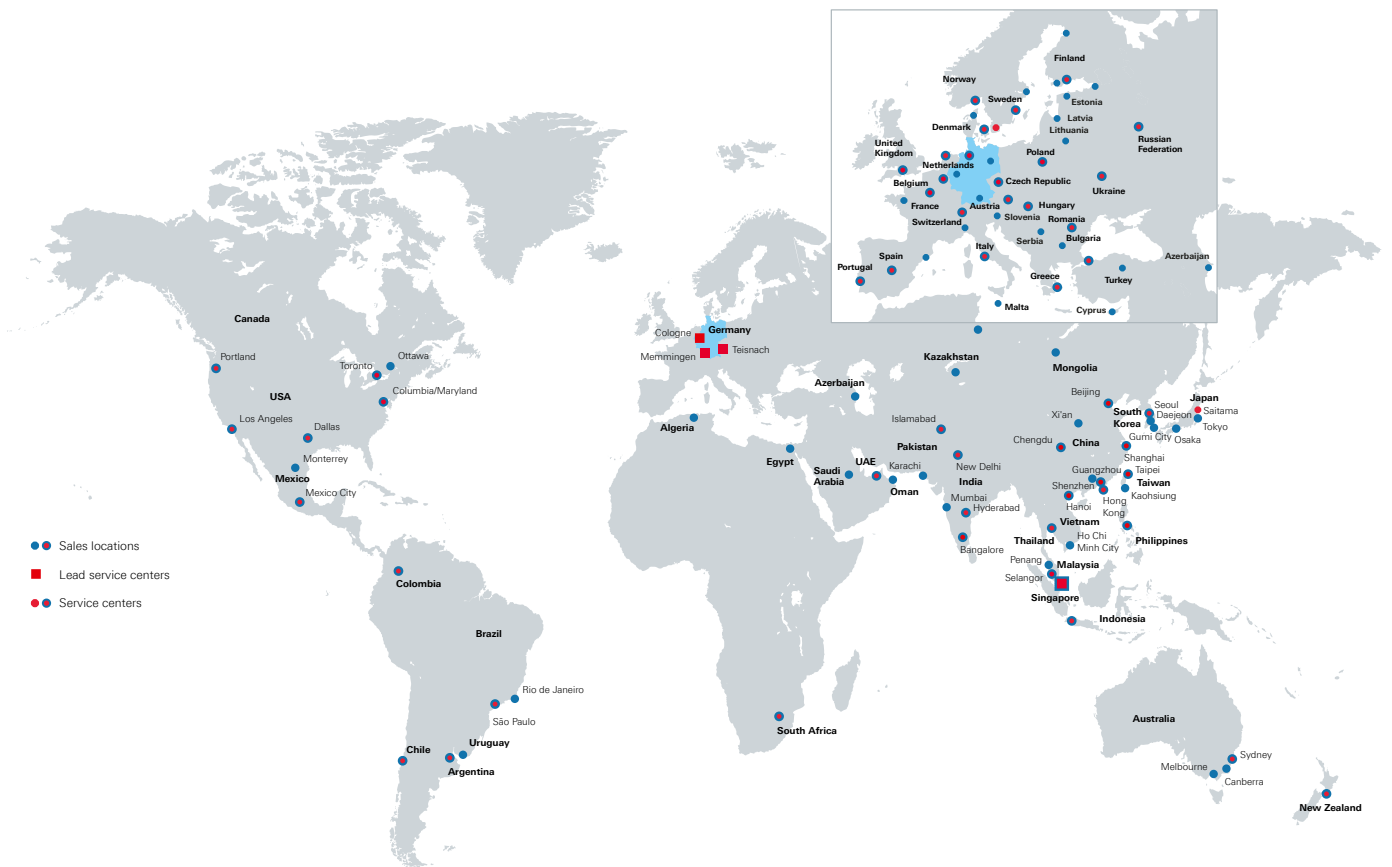 Finland
Norway
Sweden
Estonia
Denmark
Latvia
Lithuania
Russian
Federation
United
Kingdom
Poland
Netherlands
Belgium
Czech Republic
Ukraine
France
Austria
Hungary
Switzerland
Slovenia
Romania
Serbia
Bulgaria
Italy
Spain
Portugal
Azerbaijan
Greece
Turkey
Malta
Cyprus
Canada
Portland
Toronto
Ottawa
Columbia/Maryland
USA
Los Angeles
Dallas
Monterrey
Mexico
Mexico City
Cologne
Germany
Memmingen
Teisnach
Kazakhstan
Mongolia
Azerbaijan
Algeria
Egypt
Saudi
Arabia
UAE
Oman
Karachi
Islamabad
Pakistan
New Delhi
India
Mumbai
Hyderabad
Bangalore
Beijing
Xi'an
Chengdu
China
South
Korea
Seoul
Daejeon
Gumi City
Japan
Saitama
Tokyo
Osaka
Shanghai
Guangzhou
Taipei
Shenzhen
Taiwan
Kaohsiung
Hong
Kong
Hanoi
Vietnam
Thailand
Ho Chi
Minh City
Philippines
Penang
Malaysia
Selangor
Singapore
Indonesia
Sales locations
Lead service centers
Service centers
Colombia
Brazil
Rio de Janeiro
São Paulo
Chile
Uruguay
Argentina
South Africa
Australia
Sydney
Melbourne
Canberra
New Zealand